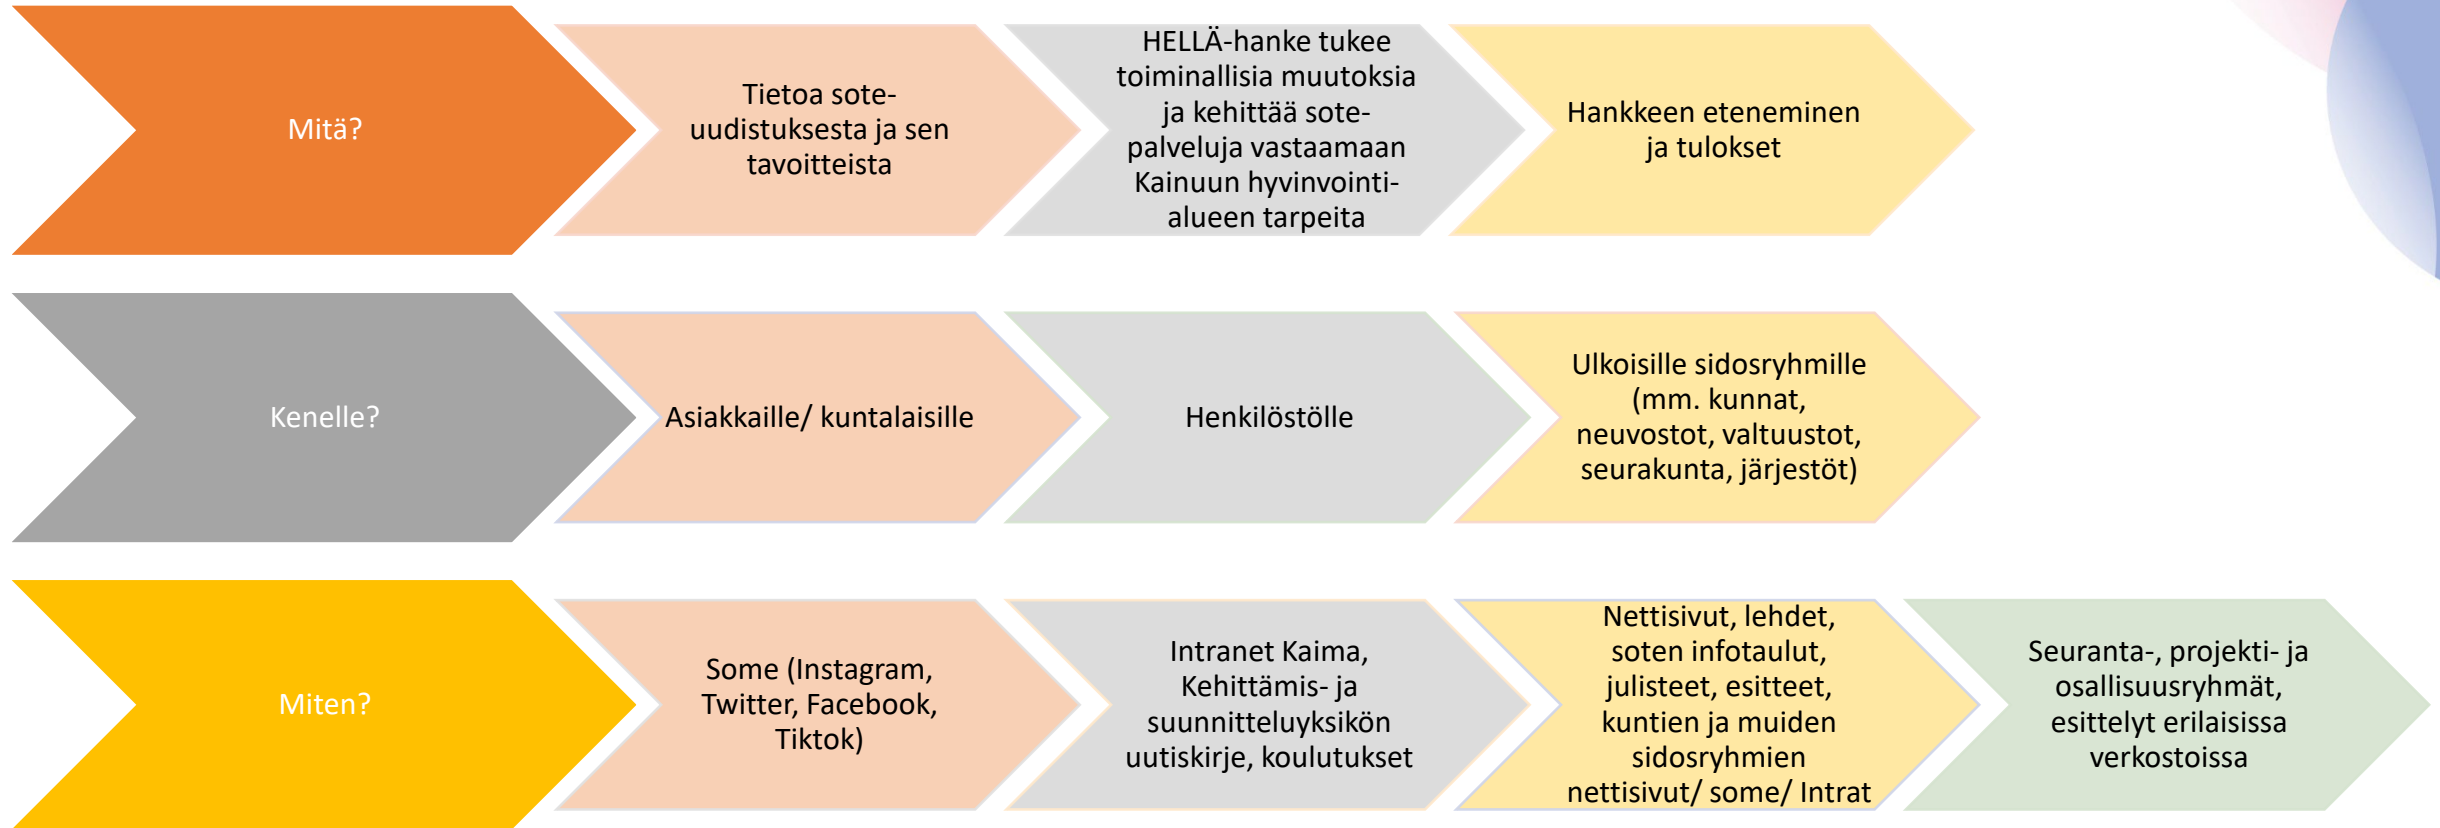 Mitä?
Tietoa sote-
uudistuksesta ja sen
tavoitteista
HELLÄ-hanke tukee
toiminallisia muutoksia
ja kehittää sote-
palveluja vastaamaan
Kainuun hyvinvointi-
alueen tarpeita
Hankkeen eteneminen
ja tulokset
Kenelle?
Asiakkaille/ kuntalaisille
Henkilöstölle
Ulkoisille sidosryhmille
(mm. kunnat,
neuvostot, valtuustot,
seurakunta, järjestöt)
Miten?
Some (Instagram,
Twitter, Facebook,
Tiktok)
Intranet Kaima,
Kehittämis- ja
suunnitteluyksikön
uutiskirje, koulutukset
Nettisivut, lehdet,
soten infotaulut,
julisteet, esitteet,
kuntien ja muiden
sidosryhmien
nettisivut/ some/ Intrat
Seuranta-, projekti- ja
osallisuusryhmät,
esittelyt erilaisissa
verkostoissa